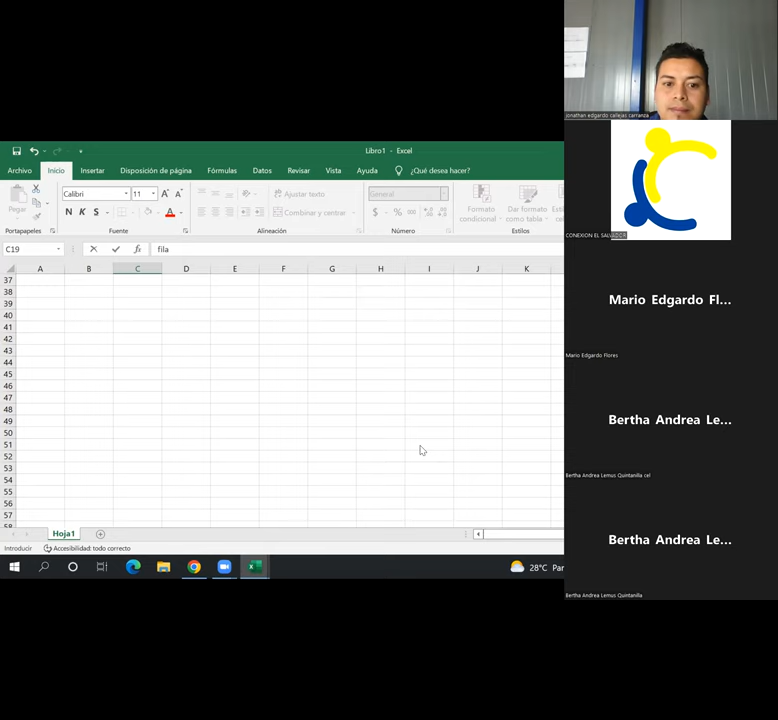 Libro1 - Excel
Archivo Inicio Insertar Disposición de página Fórmulas Datos Revisar Vista Ayuda ¿Qué desea hacer?
Pegar
Calibri 11 A A
N K S A
Ajustar texto
Combinar y centrar
General
$ % 000
Formato condicional
Dar formato como tabla
Portapapeles Fuente Alineación Número Estilos
C19 fx fila
A B C D E F G H I J K
37
38
39
40
41
42
43
44
45
46
47
48
49
50
51
52
53
54
55
56
57
58
Hoja1
Introducir Accesibilidad: todo correcto
28°C Par
Jonathan edgardo callejas carranza
CONEXION EL SALVADOR
Mario Edgardo Fl...
Mario Edgardo Flores
Bertha Andrea Le...
Bertha Andrea Lemus Quintanilla cel
Bertha Andrea Le...
Bertha Andrea Lemus Quintanilla